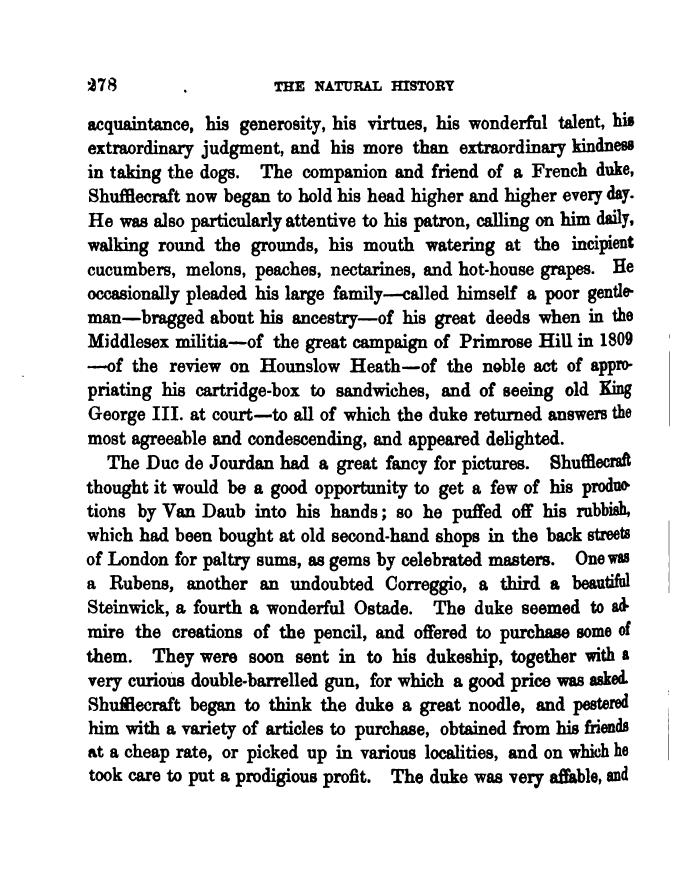 278 THE NATURAL HISTORY
acquaintance, his generosity, his virtues, his wonderful talent, his
extraordinary judgment, and his more than extraordinary kindness
in taking the dogs. The companion and friend of a French duke,
Shufflecraft now began to hold his head higher and higher every day.
He was also particularly attentive to his patron, calling on him daily,
walking round the grounds, his mouth watering at the incipient
cucumbers, melons, peaches, nectarines, and hot-house grapes. He
occasionally pleaded his large family—called himself a poor gentle-
man—bragged about his ancestry—of his great deeds when in the
Middlesex militia—of the great campaign of Primrose Hill in 1809
—of the review on Hounslow Heath—of the noble act of appro-
priating his cartridge-box to sandwiches, and of seeing old King
George III. at court—to all of which the duke returned answers the
most agreeable and condescending, and appeared delighted.
The Duc de Jourdan had a great fancy for pictures. Shufflecraft
thought it would be a good opportunity to get a few of his produc-
tions by Van Daub into his hands; so he puffed off his rubbish,
which had been bought at old second-hand shops in the back streets
of London for paltry sums, as gems by celebrated masters. One was
a Rubens, another an undoubted Correggio, a third a beautiful
Steinwick, a fourth a wonderful Ostade. The duke seemed to ad-
mire the creations of the pencil, and offered to purchase some of
them. They were soon sent in to his dukeship, together with a
very curious double-barrelled gun, for which a good price was asked.
Shufflecraft began to think the duke a great noodle, and pestered
him with a variety of articles to purchase, obtained from his friends
at a cheap rate, or picked up in various localities, and on which he
took care to put a prodigious profit. The duke was very affable, and